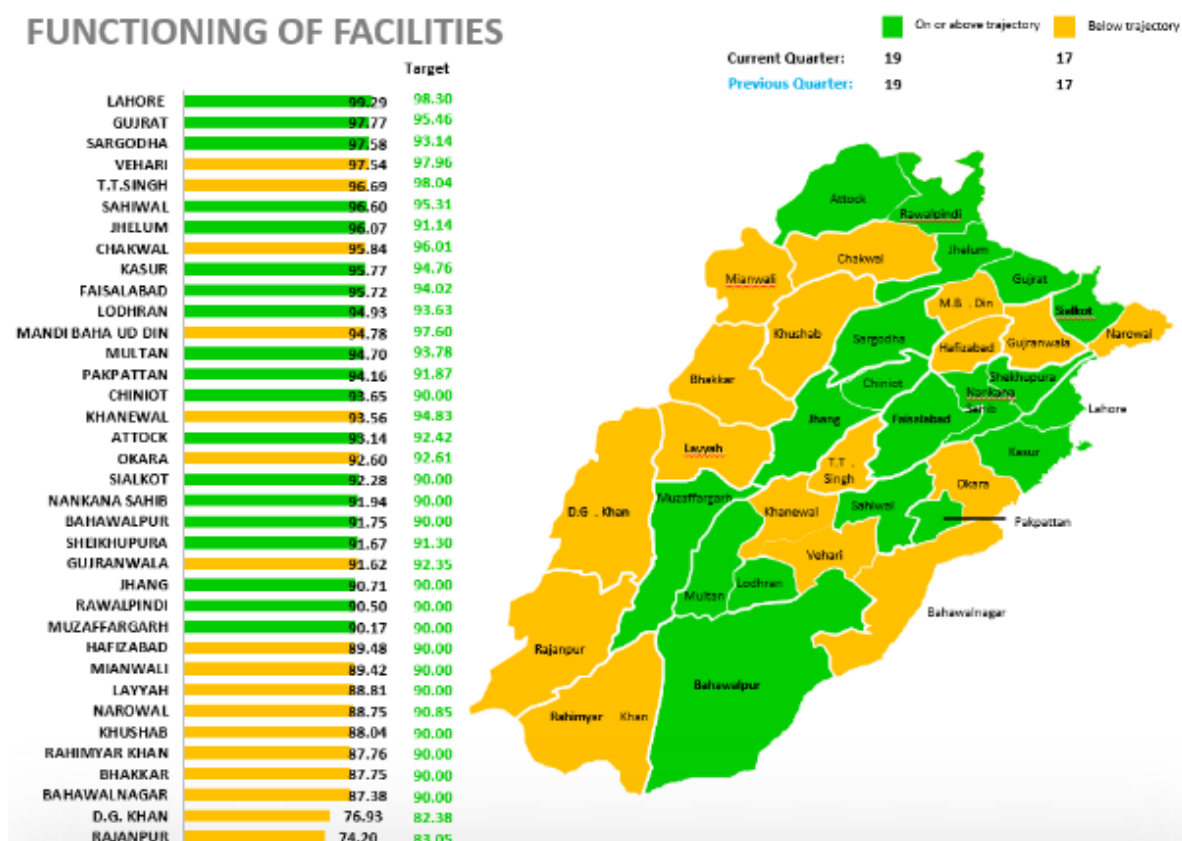 FUNCTIONING OF FACILITIES
On or above trajectory Below trajectory
Current Quarter: 19 17
Previous Quarter: 19 17
Target
LAHORE 99.29 98.30
GUJRAT 97.77 95.46
SARGODHA 97.58 93.14
VEHARI 97.54 97.96
T.T.SINGH 96.69 98.04
SAHIWAL 96.60 95.31
JHELUM 96.07 91.14
CHAKWAL 95.84 96.01
KASUR 95.77 94.76
FAISALABAD 95.72 94.02
LODHRAN 94.93 93.63
MANDI BAHA UD DIN 94.78 97.60
MULTAN 94.70 93.78
PAKPATTAN 94.16 91.87
CHINIOT 93.65 90.00
KHANEWAL 93.56 94.83
ATTOCK 93.14 92.42
OKARA 92.60 92.61
SIALKOT 92.28 90.00
NANKANA SAHIB 91.94 90.00
BAHAWALPUR 91.75 90.00
SHEIKHUPURA 91.67 91.30
GUJRANWALA 91.62 92.35
JHANG 90.71 90.00
RAWALPINDI 90.50 90.00
MUZAFFARGARH 90.17 90.00
HAFIZABAD 89.48 90.00
MIANWALI 89.42 90.00
LAYYAH 88.81 90.00
NAROWAL 88.75 90.85
KHUSHAB 88.04 90.00
RAHIMYAR KHAN 87.76 90.00
BHAKKAR 87.75 90.00
BAHAWALNAGAR 87.38 90.00
D.G. KHAN 76.93 82.38
RAJANPUR 74.20 83.05
Attock
Rawalpindi
Jhelum
Chakwal
Mianwali
Gujrat
M.B . Din
Sialkot
Khushab
Sargodha
Hafizabad
Gujranwala
Narowal
Bhakkar
Chiniot
Shekhupura
Nankana
Sahib
Lahore
Jhang
Faisalabad
Layyah
Kasur
T.T .
Singh
Okara
Muzaffargarh
D.G . Khan
Khanewal
Sahiwal
Pakpattan
Vehari
Lodhran
Multan
Bahawalnagar
Rajanpur
Bahawalpur
Rahimyar Khan